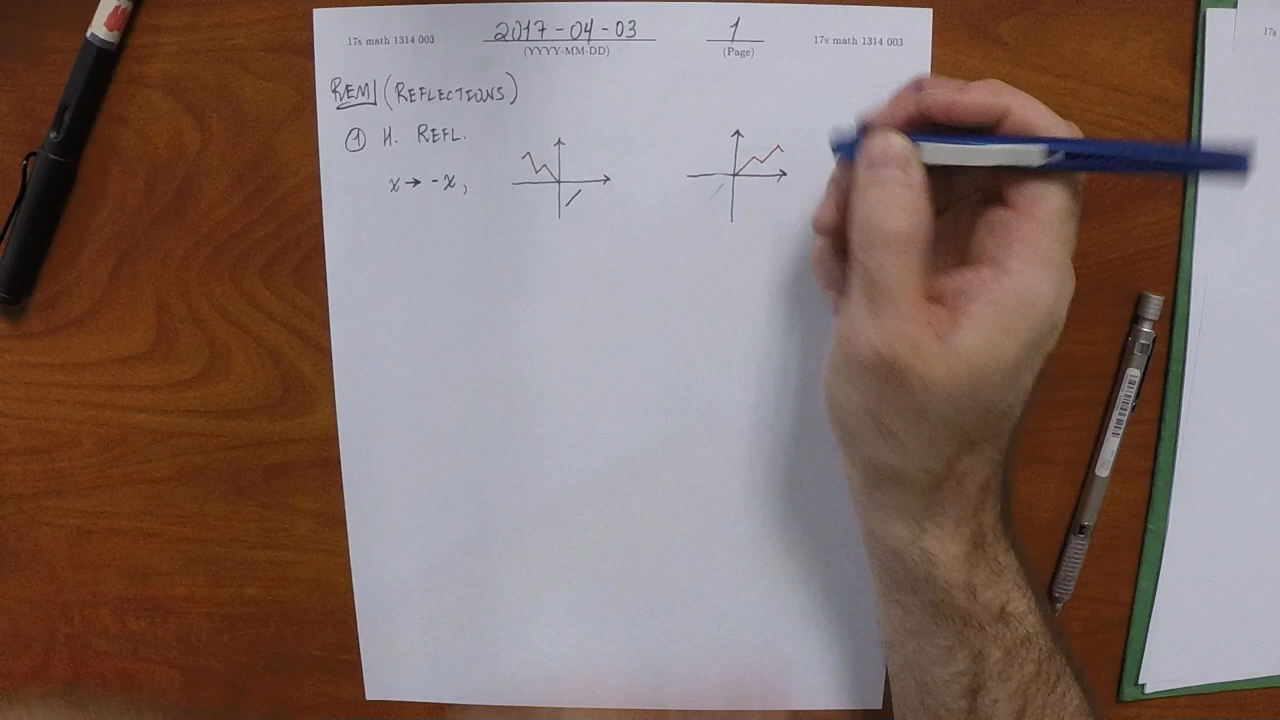 17s math 1314 003 2017-04-03 1 17s math 1314 003
(YYYY-MM-DD) (Page)
REM (REFLECTIONS)
① H. REFL.
x → -x,
17s